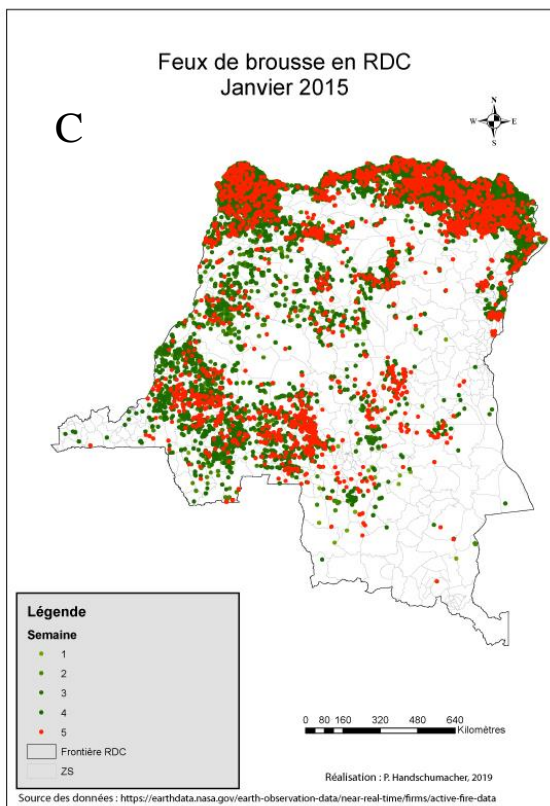 Feux de brousse en RDC
Janvier 2015
C
N
W E
S
Légende
Semaine
1
2
3
4
5
Frontière RDC
ZS
0 80 160 320 480 640
Kilomètres
Réalisation : P. Handschumacher, 2019
Source des données : https://earthdata.nasa.gov/earth-observation-data/near-real-time/firms/active-fire-data